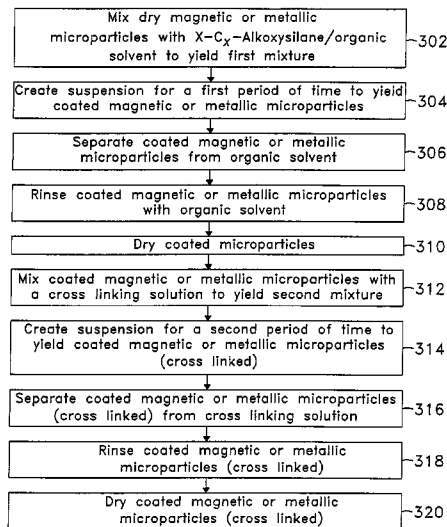 Mix dry magnetic or metallic
microparticles with X-Cx-Alkoxysilane/organic
solvent to yield first mixture
302
Create suspension for a first period of time to yield
coated magnetic or metallic microparticles
304
Separate coated magnetic or metallic
microparticles from organic solvent
306
Rinse coated magnetic or metallic microparticles
with organic solvent
308
Dry coated microparticles
310
Mix coated magnetic or metallic microparticles with
a cross linking solution to yield second mixture
312
Create suspension for a second period of time to
yield coated magnetic or metallic microparticles
(cross linked)
314
Separate coated magnetic or metallic microparticles
(cross linked) from cross linking solution
316
Rinse coated magnetic or metallic
microparticles (cross linked)
318
Dry coated magnetic or metallic
microparticles (cross linked)
320